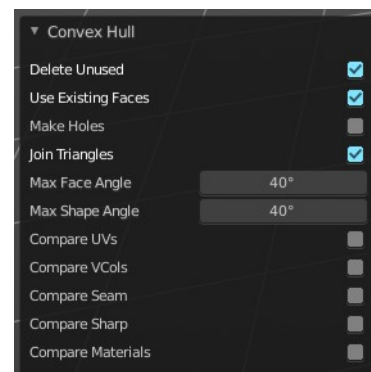 Convex Hull
Delete Unused
Use Existing Faces
Make Holes
Join Triangles
Max Face Angle 40°
Max Shape Angle 40°
Compare UVs
Compare VCols
Compare Seam
Compare Sharp
Compare Materials